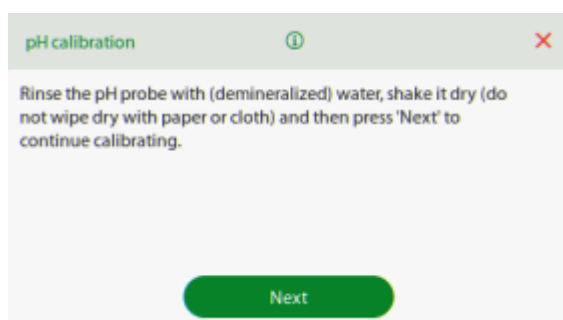 pH calibration
Rinse the pH probe with (demineralized) water, shake it dry (do
not wipe dry with paper or cloth) and then press 'Next' to
continue calibrating.
Next